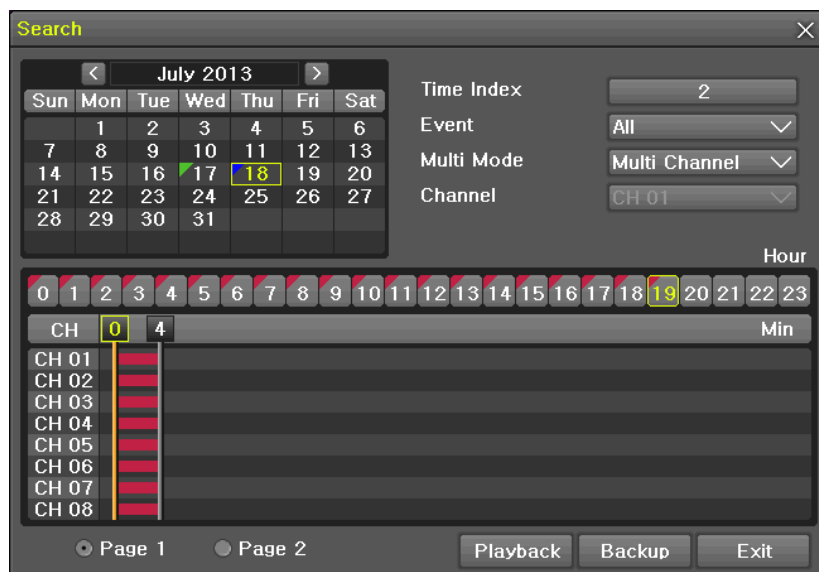 Search
July 2013
Sun Mon Tue Wed Thu Fri Sat
1 2 3 4 5 6
7 8 9 10 11 12 13
14 15 16 17 18 19 20
21 22 23 24 25 26 27
28 29 30 31
Time Index 2
Event All
Multi Mode Multi Channel
Channel CH 01
Hour
0 1 2 3 4 5 6 7 8 9 10 11 12 13 14 15 16 17 18 19 20 21 22 23
CH 0 4 Min
CH 01
CH 02
CH 03
CH 04
CH 05
CH 06
CH 07
CH 08
Page 1 Page 2 Playback Backup Exit